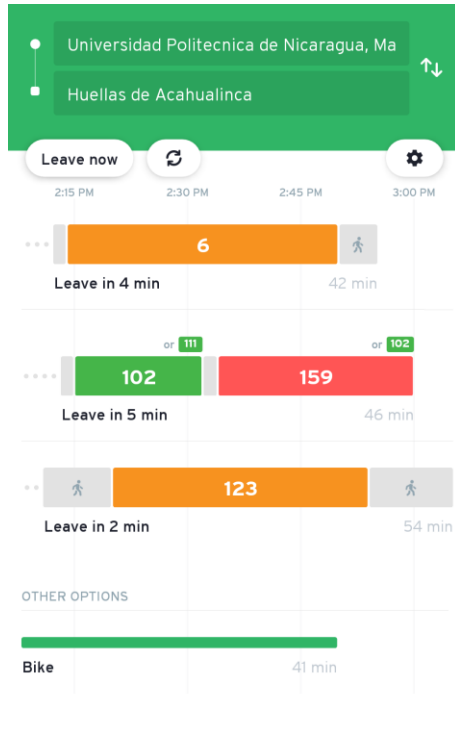 Universidad Politecnica de Nicaragua, Ma
Huellas de Acahualinca
Leave now
2:15 PM 2:30 PM 2:45 PM 3:00 PM
6
Leave in 4 min 42 min
or 111 or 102
102 159
Leave in 5 min 46 min
123
Leave in 2 min 54 min
OTHER OPTIONS
Bike 41 min